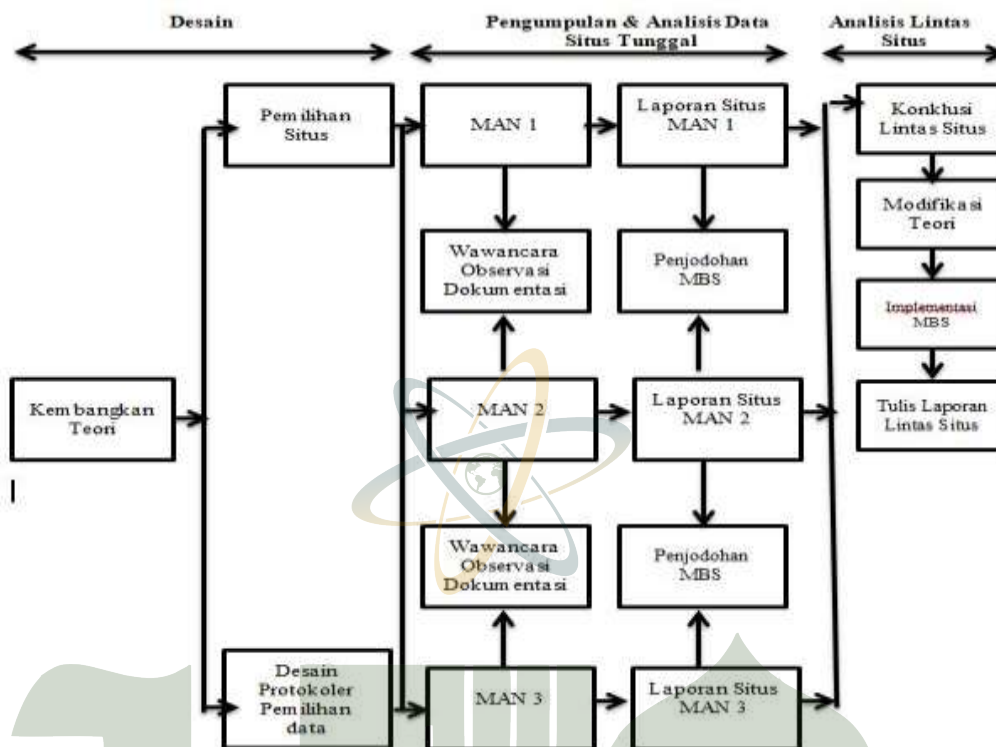 Desain
Pengumpulan & Analisis Data
Situs Tunggal
Analisis Lintas
Situs
Pemilihan
Situs
MAN 1
Laporan Situs
MAN 1
Konklusi
Lintas Situs
Modifikasi
Teori
Wawancara
Observasi
Dokumentasi
Penjodohan
MBS
Implementasi
MBS
Kembangkan
Teori
MAN 2
Laporan Situs
MAN 2
Tulis Laporan
Lintas Situs
Wawancara
Observasi
Dokumentasi
Penjodohan
MBS
Desain
Protokoler
Pemilihan
data
MAN 3
Laporan Situs
MAN 3